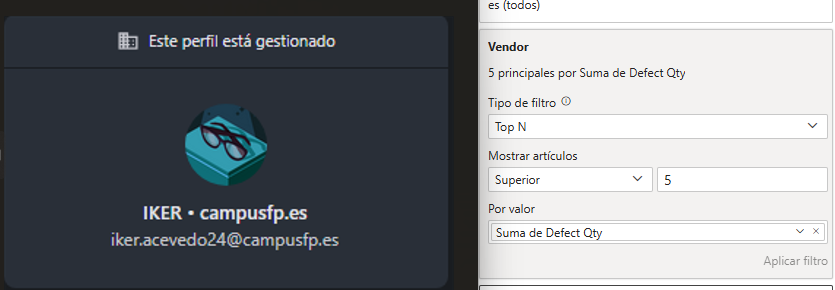 Este perfil está gestionado
IKER • campusfp.es
iker.acevedo24@campusfp.es
es (todos)
Vendor
5 principales por Suma de Defect Qty
Tipo de filtro
Top N
Mostrar artículos
Superior
5
Por valor
Suma de Defect Qty
Aplicar filtro